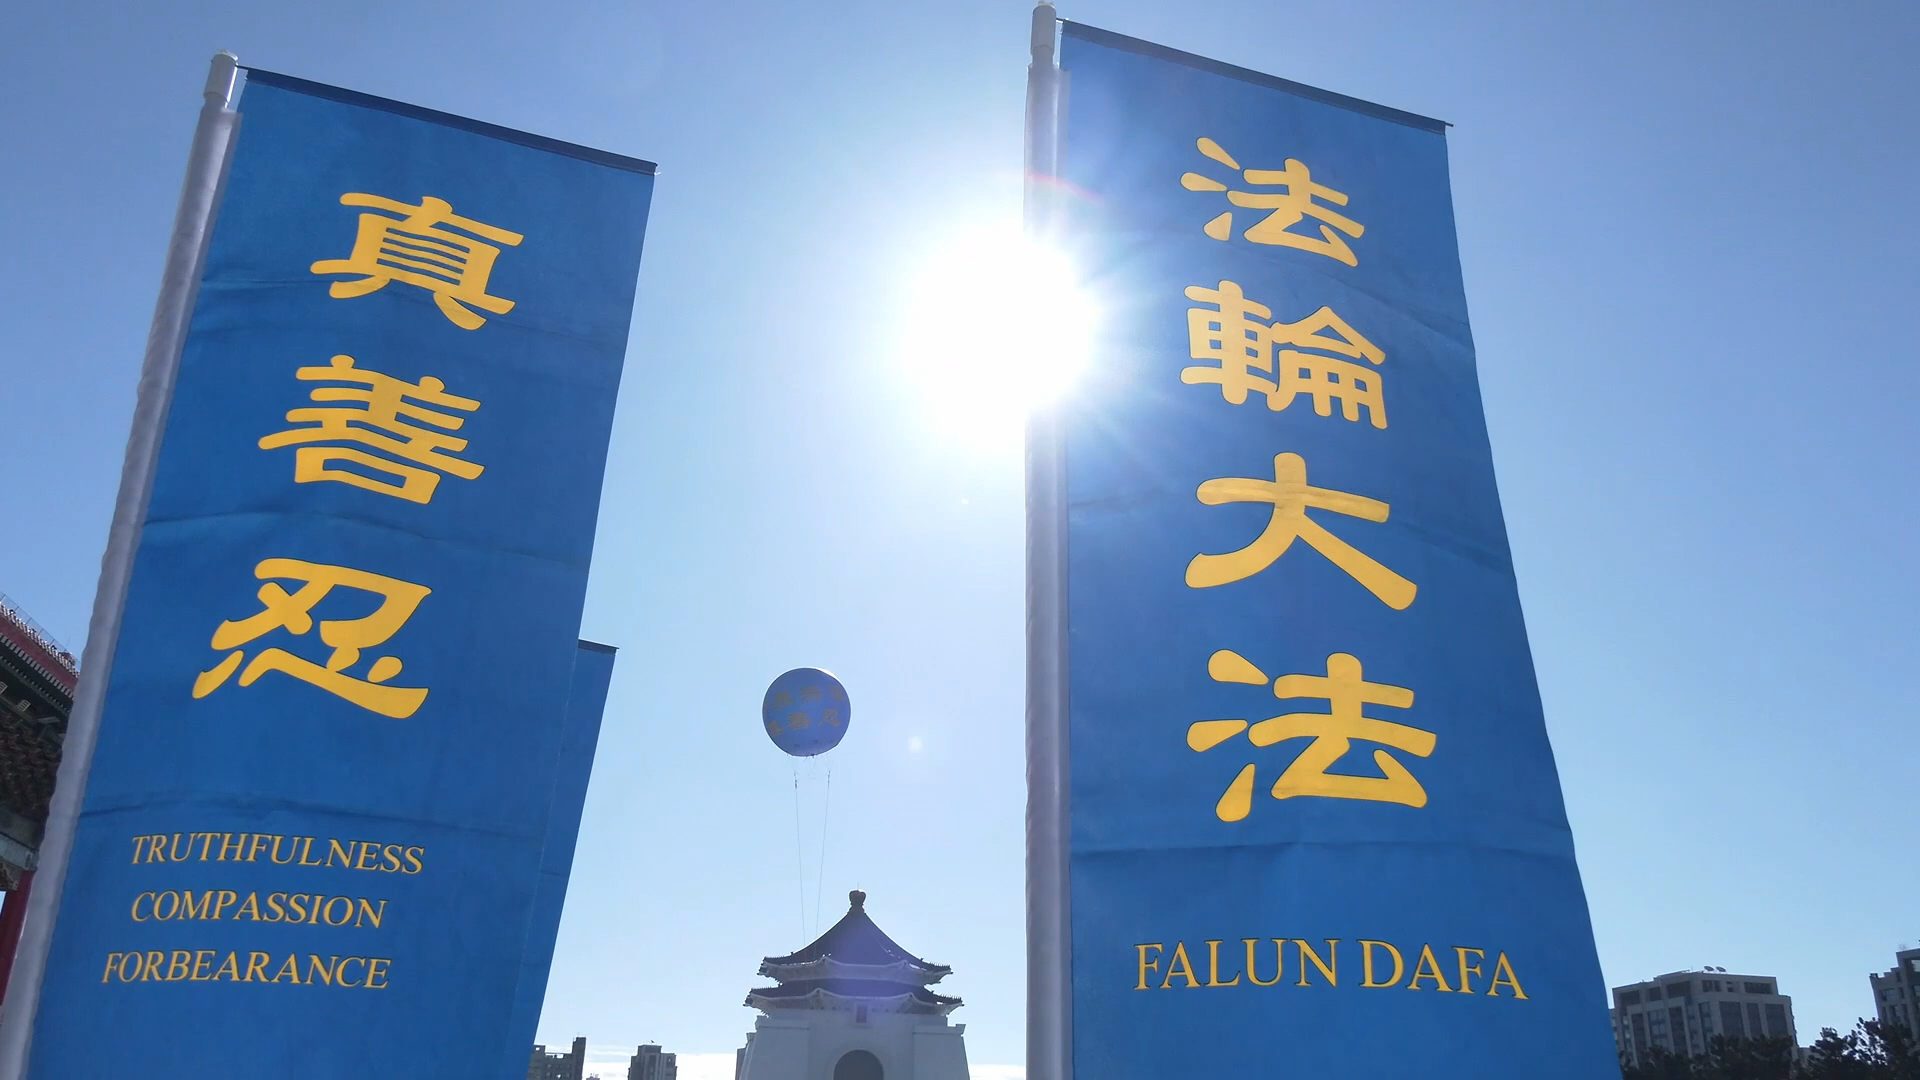 真善忍
TRUTHFULNESS
COMPASSION
FORBEARANCE
法輪大法
FALUN DAFA